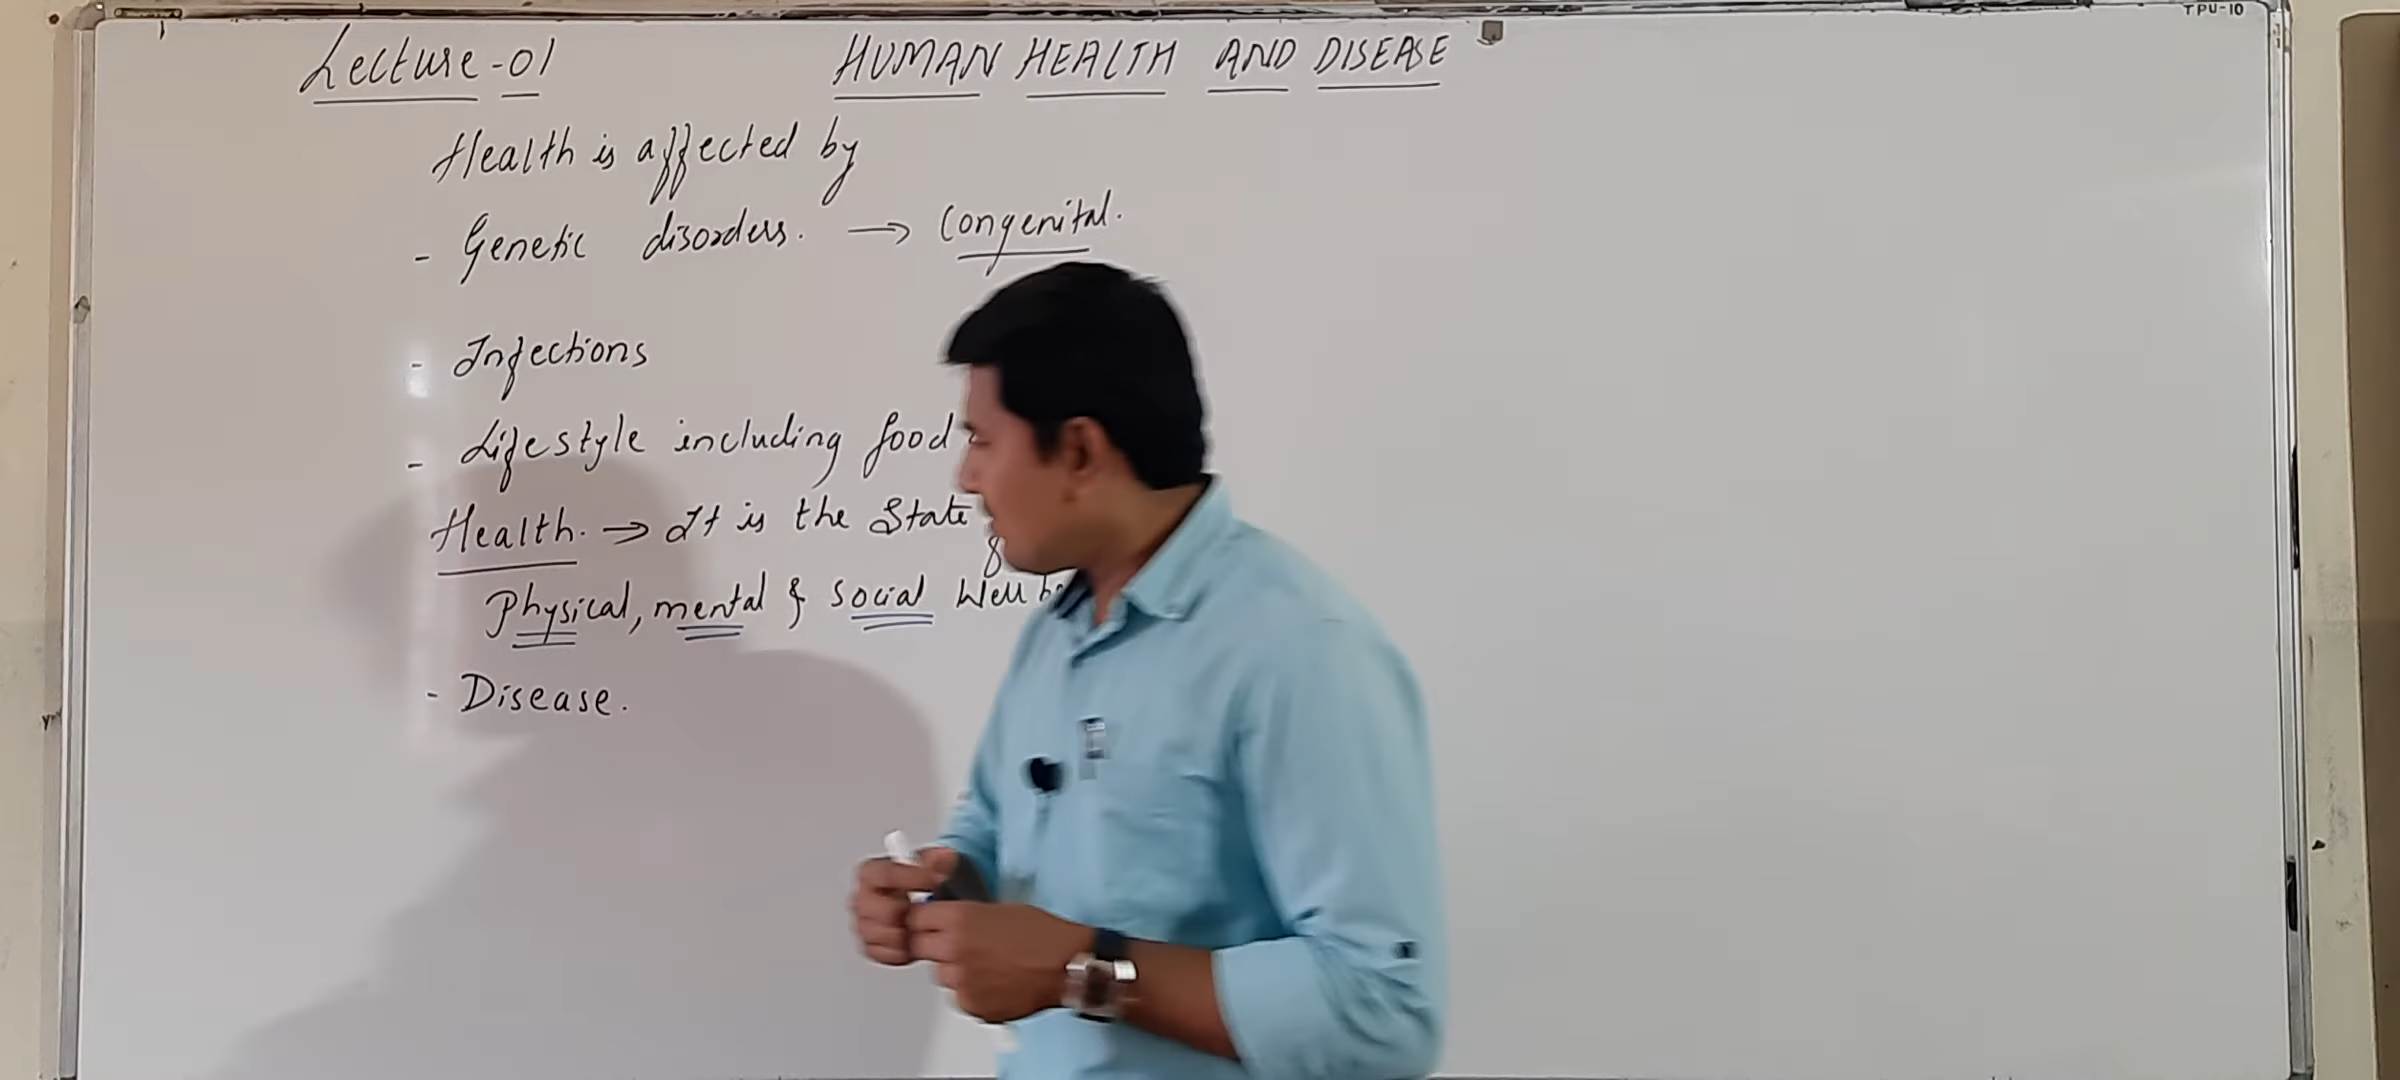 TPU-10
Lecture-01 HUMAN HEALTH AND DISEASE
Health is affected by
- Genetic disorders. → Congenital.
- Infections
- Lifestyle including food
Health. → It is the State
Physical, mental & Social Well
- Disease.